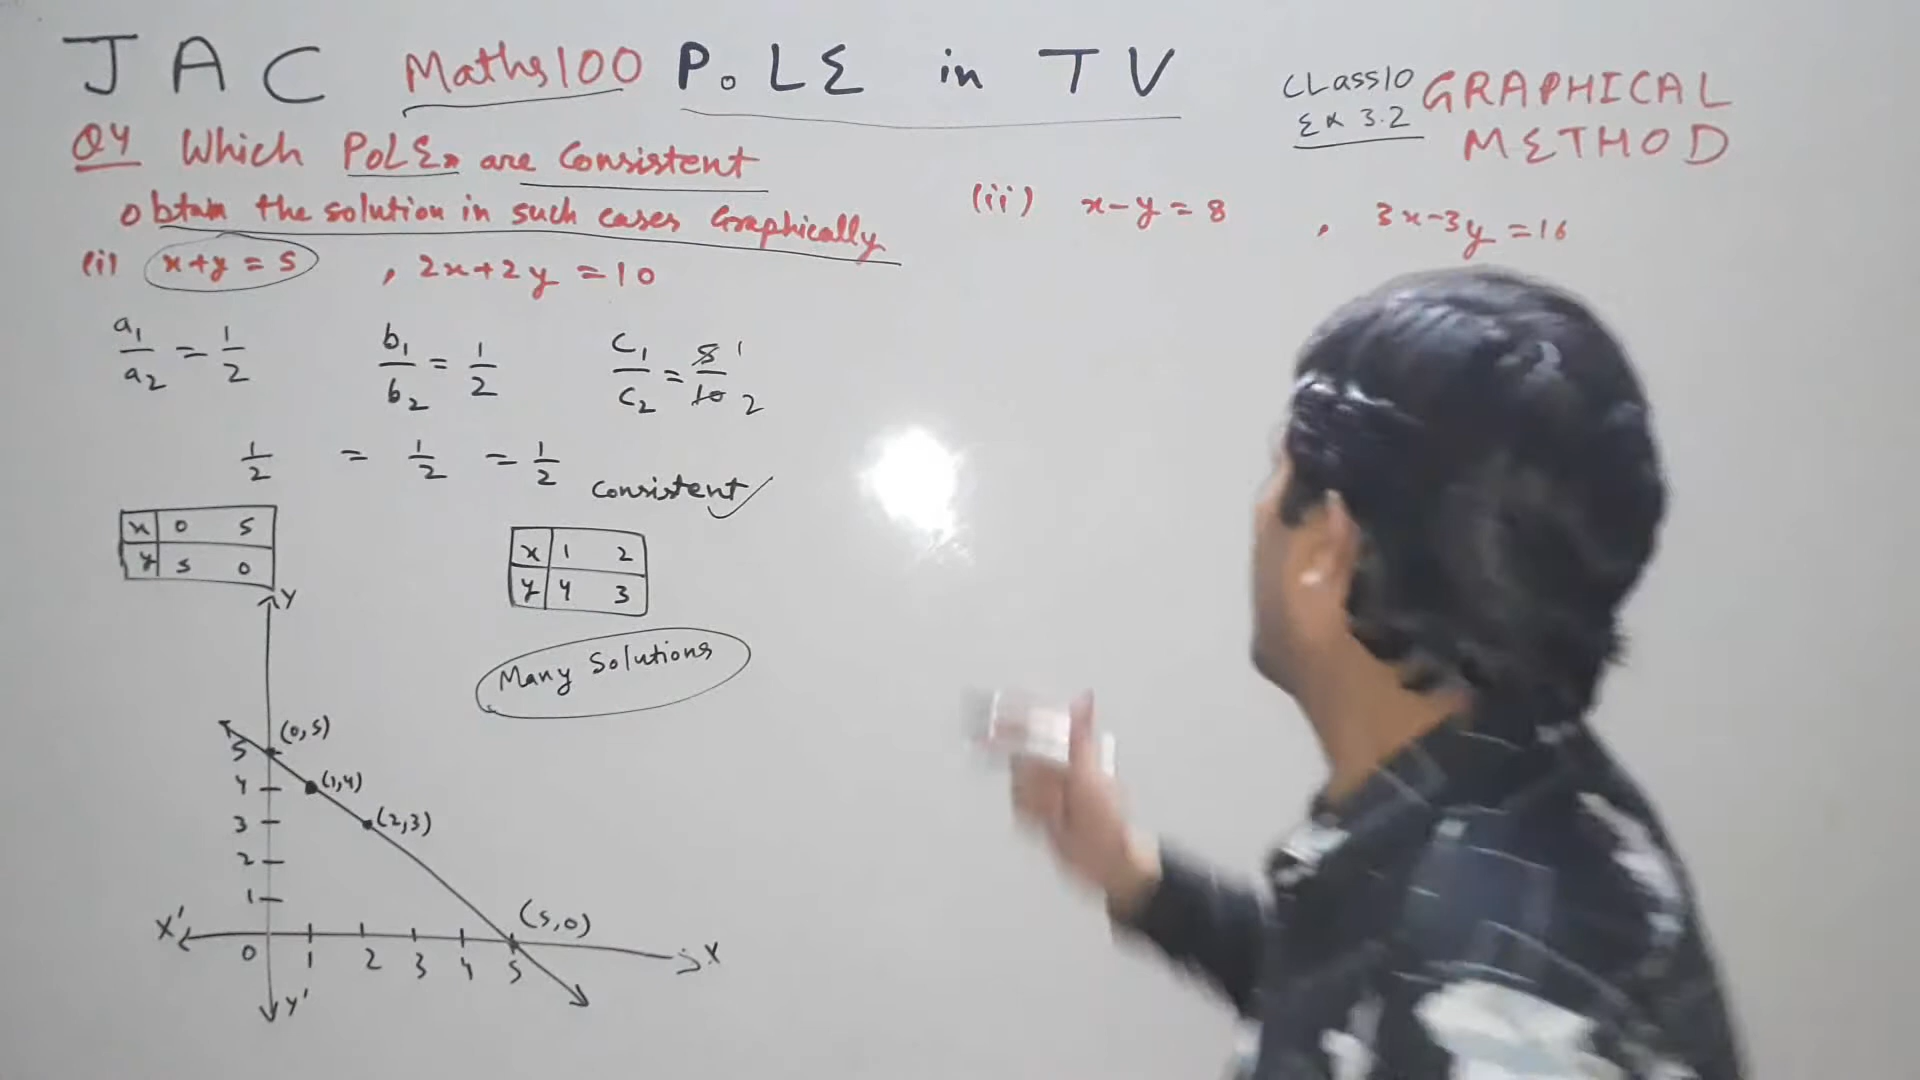 JAC Maths100 P.LE in TV
CLASS10 GRAPHICAL
Ex 3.2 METHOD
Q4 Which PoLEs are Consistent
Obtain the solution in such cases Graphically
(i) x+y=5 , 2x+2y=10
(ii) x-y=8 , 3x-3y=16
a1/a2 = 1/2 b1/b2 = 1/2 C1/C2 = 5/10 1/2
1/2 = 1/2 = 1/2
Consistent ✓
x 0 5
y 5 0
x 1 2
y 4 3
Many Solutions
Y
(0,5)
5
4 (1,4)
3 (2,3)
2
1
(5,0)
X' X
0 1 2 3 4 5
Y'